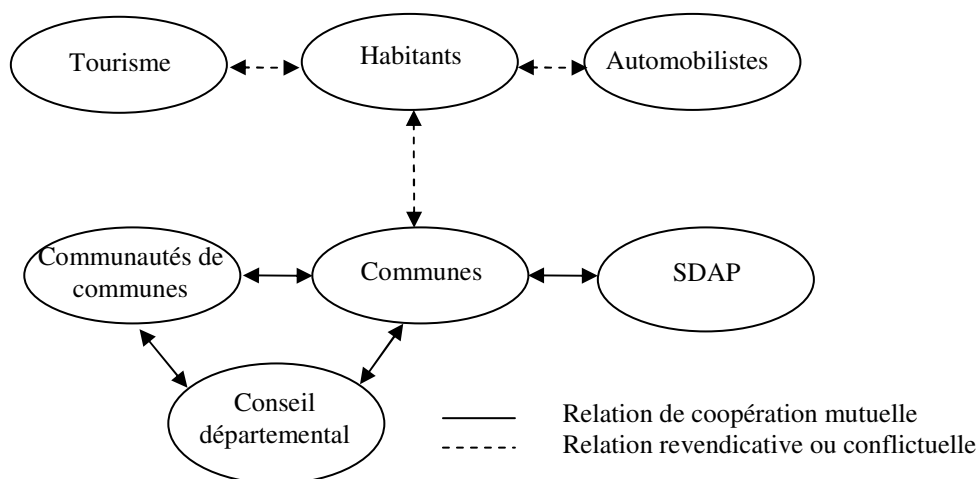 Tourisme
Habitants
Automobilistes
Communautés de
communes
Communes
SDAP
Conseil
départemental
Relation de coopération mutuelle
Relation revendicative ou conflictuelle